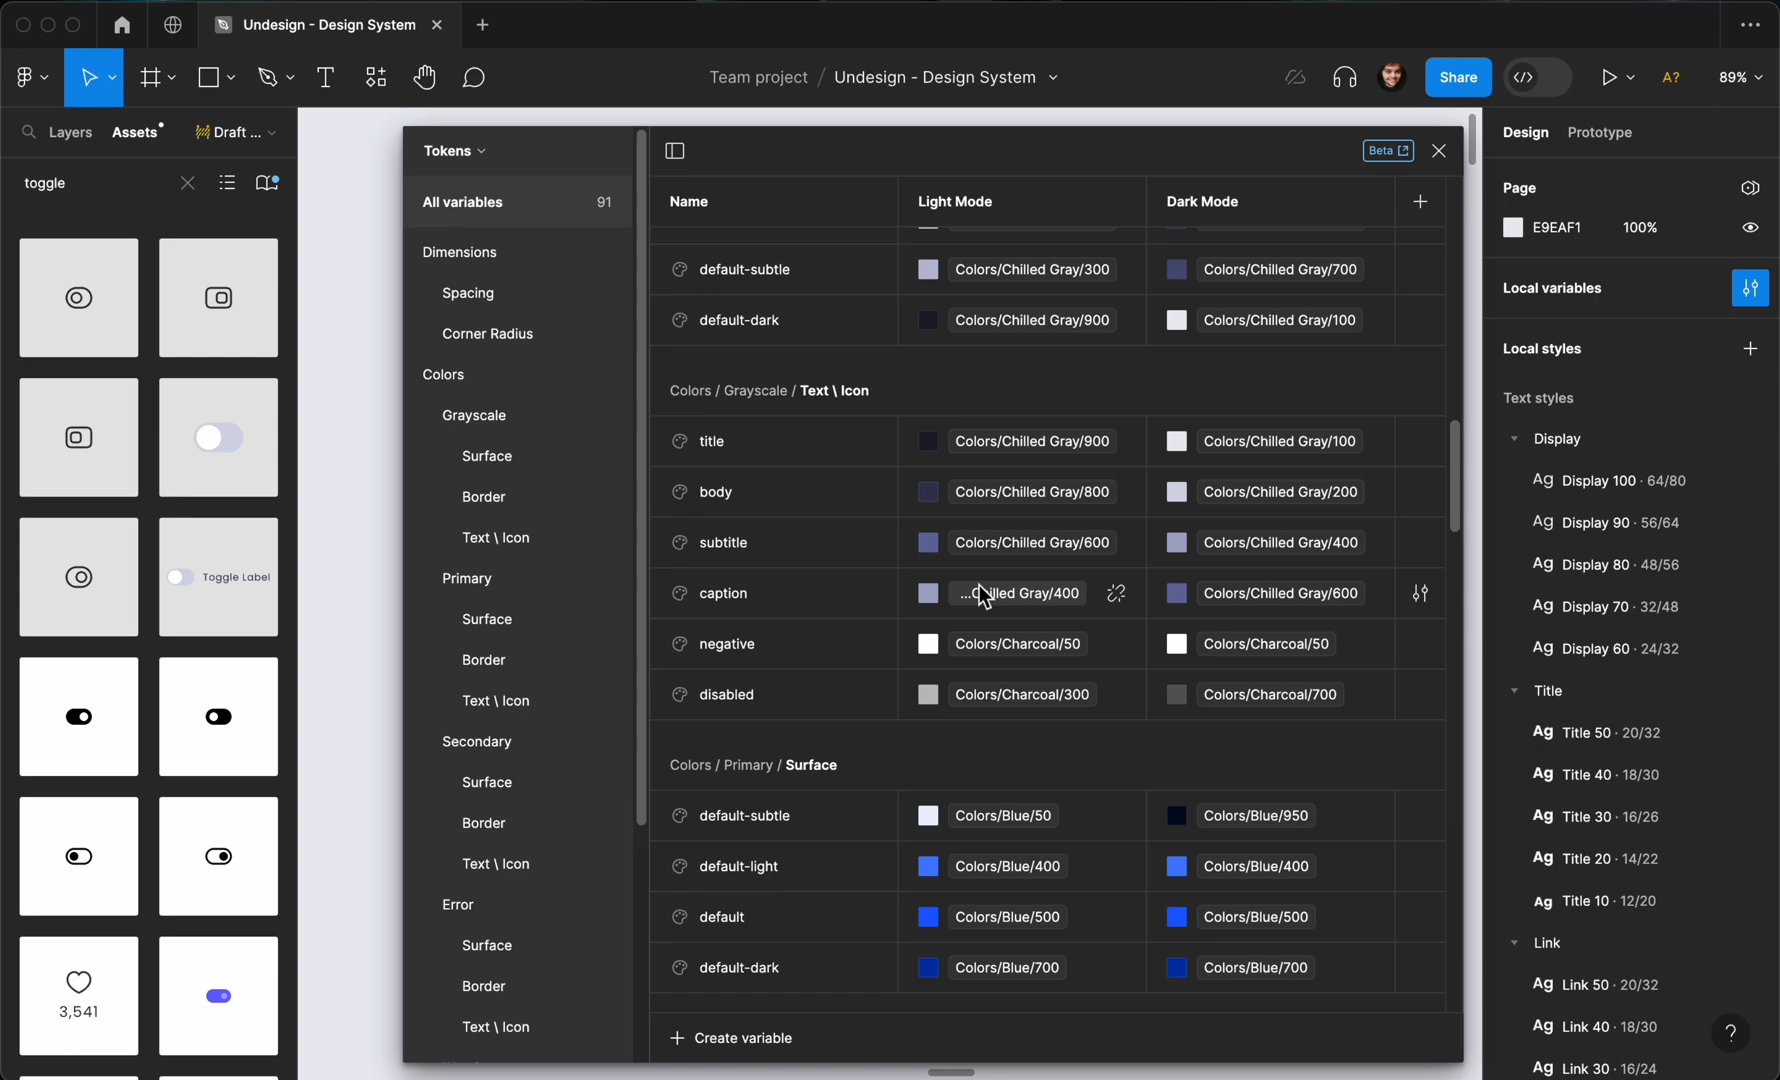 Undesign - Design System
Team project / Undesign - Design System
Share
A?
89%
Layers
Assets
Draft ...
toggle
Toggle Label
3,541
Tokens
All variables 91
Dimensions
Spacing
Corner Radius
Colors
Grayscale
Surface
Border
Text \ Icon
Primary
Surface
Border
Text \ Icon
Secondary
Surface
Border
Text \ Icon
Error
Surface
Border
Text \ Icon
Beta
Name Light Mode Dark Mode
default-subtle Colors/Chilled Gray/300 Colors/Chilled Gray/700
default-dark Colors/Chilled Gray/900 Colors/Chilled Gray/100
Colors / Grayscale / Text \ Icon
title Colors/Chilled Gray/900 Colors/Chilled Gray/100
body Colors/Chilled Gray/800 Colors/Chilled Gray/200
subtitle Colors/Chilled Gray/600 Colors/Chilled Gray/400
caption ...Chilled Gray/400 Colors/Chilled Gray/600
negative Colors/Charcoal/50 Colors/Charcoal/50
disabled Colors/Charcoal/300 Colors/Charcoal/700
Colors / Primary / Surface
default-subtle Colors/Blue/50 Colors/Blue/950
default-light Colors/Blue/400 Colors/Blue/400
default Colors/Blue/500 Colors/Blue/500
default-dark Colors/Blue/700 Colors/Blue/700
Create variable
Design Prototype
Page
E9EAF1 100%
Local variables
Local styles
Text styles
Display
Ag Display 100 · 64/80
Ag Display 90 · 56/64
Ag Display 80 · 48/56
Ag Display 70 · 32/48
Ag Display 60 · 24/32
Title
Ag Title 50 · 20/32
Ag Title 40 · 18/30
Ag Title 30 · 16/26
Ag Title 20 · 14/22
Ag Title 10 · 12/20
Link
Ag Link 50 · 20/32
Ag Link 40 · 18/30
Ag Link 30 · 16/24
?